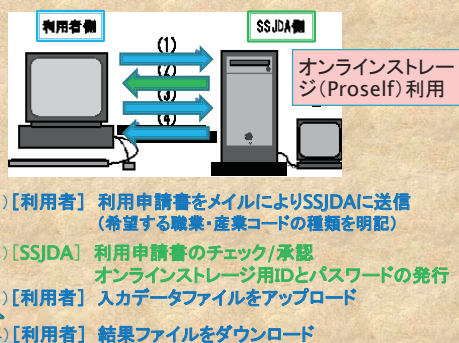 利用者側
SSJDA側
(1)
(2)
(3)
(4)
オンラインストレー
ジ(Proself)利用
)[利用者] 利用申請書をメイルによりSSJDAに送信
(希望する職業・産業コードの種類を明記)
)[SSJDA] 利用申請書のチェック/承認
オンラインストレージ用IDとパスワードの発行
)[利用者] 入力データファイルをアップロード
)[利用者] 結果ファイルをダウンロード